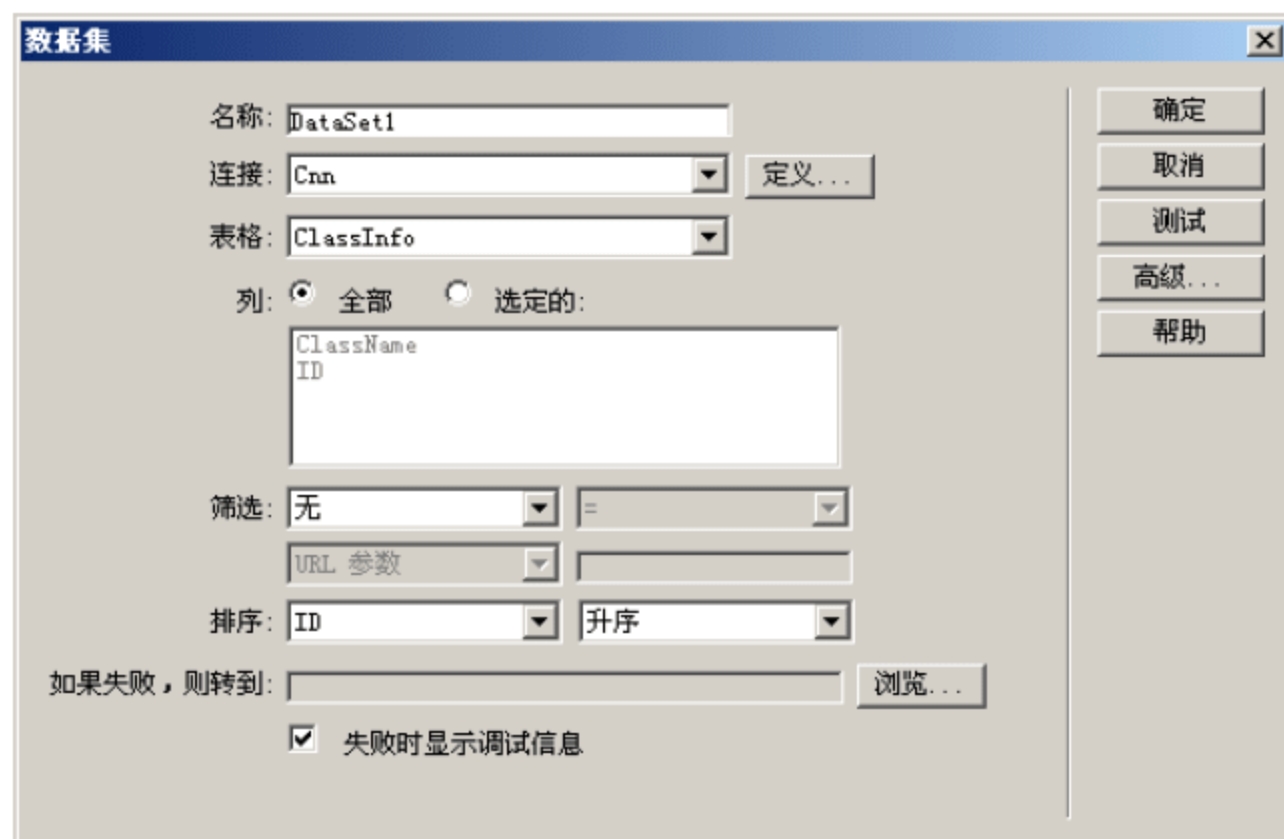 数据集
名称: DataSet1
连接: Cnn 定义...
表格: ClassInfo
列: 全部 选定的:
ClassName
ID
筛选: 无 =
URL 参数
排序: ID 升序
如果失败，则转到: 浏览...
失败时显示调试信息
确定
取消
测试
高级...
帮助